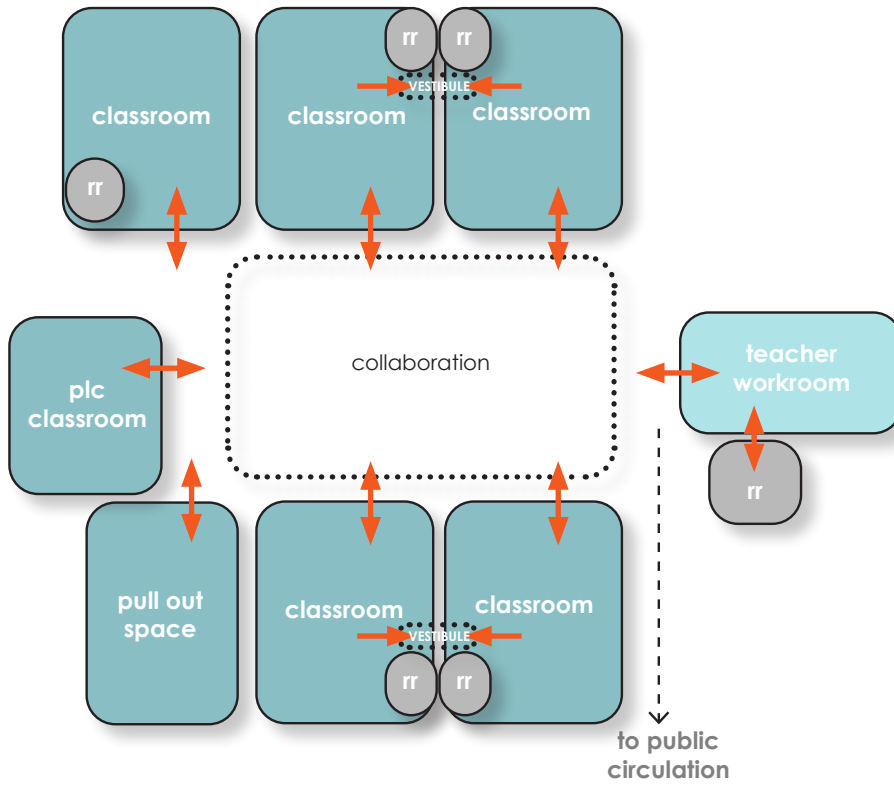 rr
rr
VESTIBULE
classroom
classroom
classroom
rr
collaboration
plc
classroom
teacher
workroom
rr
pull out
space
classroom
classroom
VESTIBULE
rr
rr
to public
circulation